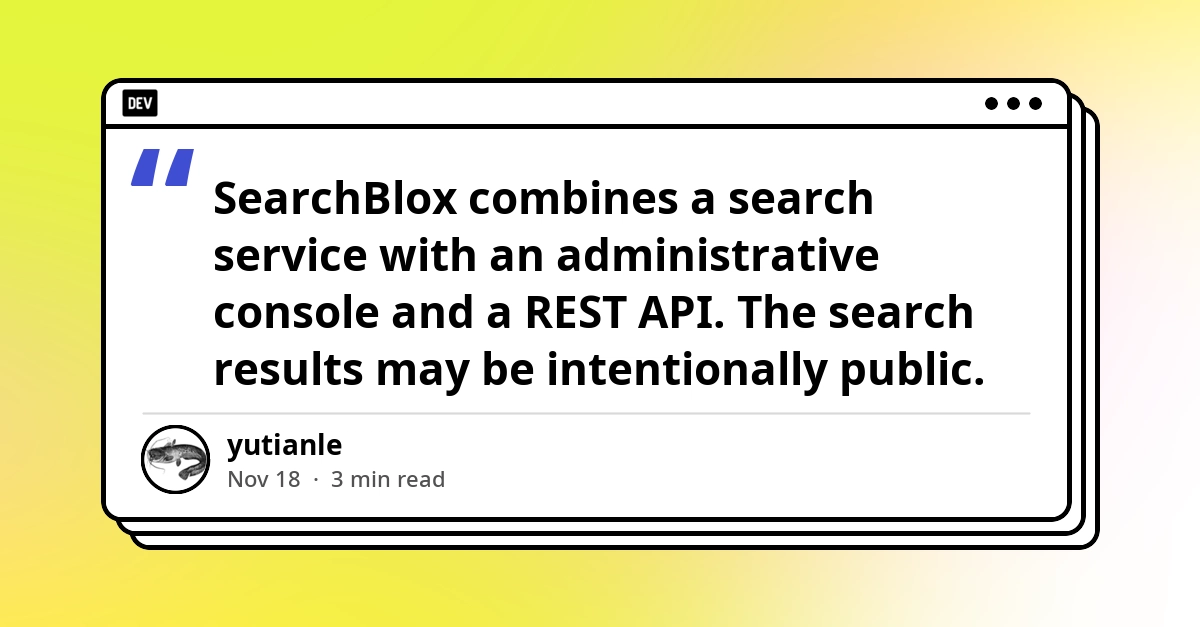 DEV
“
SearchBlox combines a search
service with an administrative
console and a REST API. The search
results may be intentionally public.
yutianle
Nov 18 · 3 min read